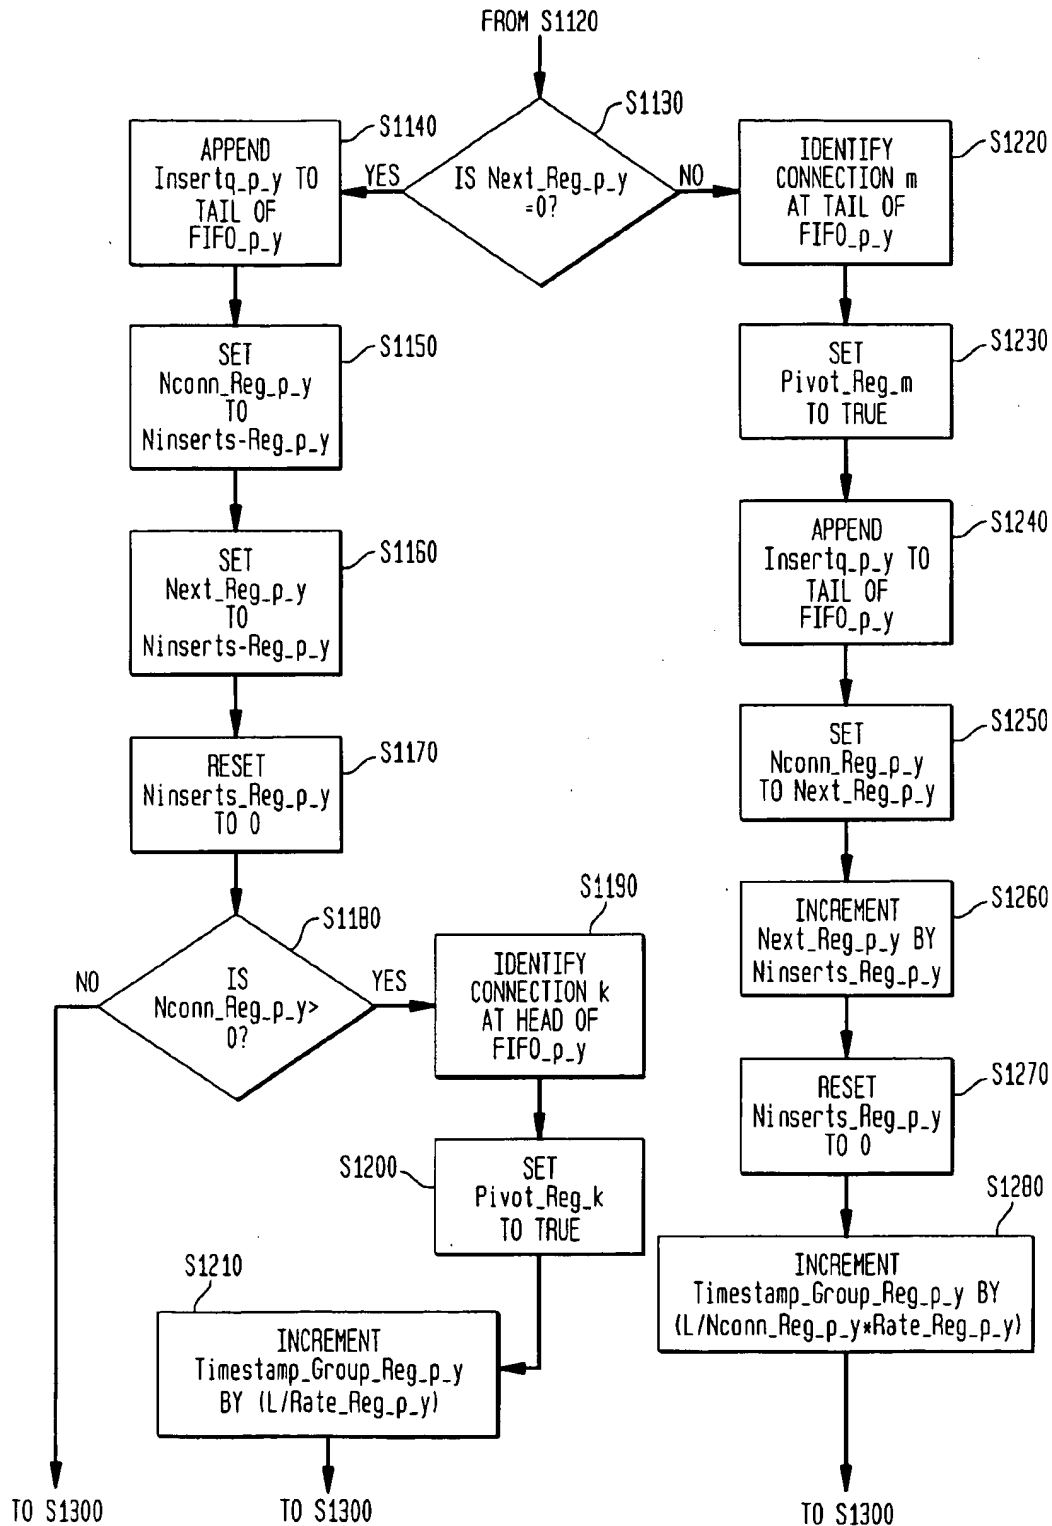 FROM S1120
S1130
IS Next_Reg_p_y
=0?
YES
NO
S1140
APPEND
Insertq_p_y TO
TAIL OF
FIFO_p_y
S1150
SET
Nconn_Reg_p_y
TO
Ninserts-Reg_p_y
S1160
SET
Next_Reg_p_y
TO
Ninserts-Reg_p_y
S1170
RESET
Ninserts_Reg_p_y
TO 0
S1180
IS
Nconn_Reg_p_y>
0?
NO
YES
S1190
IDENTIFY
CONNECTION k
AT HEAD OF
FIFO_p_y
S1200
SET
Pivot_Reg_k
TO TRUE
S1210
INCREMENT
Timestamp_Group_Reg_p_y
BY (L/Rate_Reg_p_y)
S1220
IDENTIFY
CONNECTION m
AT TAIL OF
FIFO_p_y
S1230
SET
Pivot_Reg_m
TO TRUE
S1240
APPEND
Insertq_p_y TO
TAIL OF
FIFO_p_y
S1250
SET
Nconn_Reg_p_y
TO Next_Reg_p_y
S1260
INCREMENT
Next_Reg_p_y BY
Ninserts_Reg_p_y
S1270
RESET
Ninserts_Reg_p_y
TO 0
S1280
INCREMENT
Timestamp_Group_Reg_p_y BY
(L/Nconn_Reg_p_y*Rate_Reg_p_y)
TO S1300
TO S1300
TO S1300